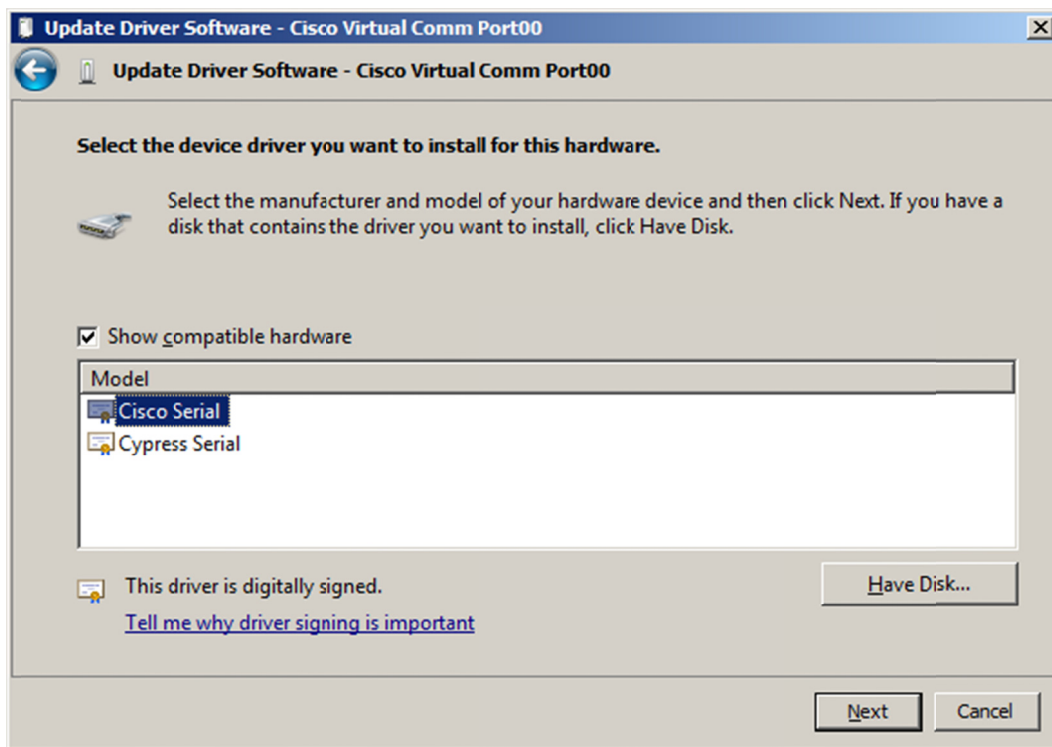 Update Driver Software - Cisco Virtual Comm Port00
Update Driver Software - Cisco Virtual Comm Port00
Select the device driver you want to install for this hardware.
Select the manufacturer and model of your hardware device and then click Next. If you have a
disk that contains the driver you want to install, click Have Disk.
Show compatible hardware
Model
Cisco Serial
Cypress Serial
This driver is digitally signed.
Have Disk...
Tell me why driver signing is important
Next
Cancel